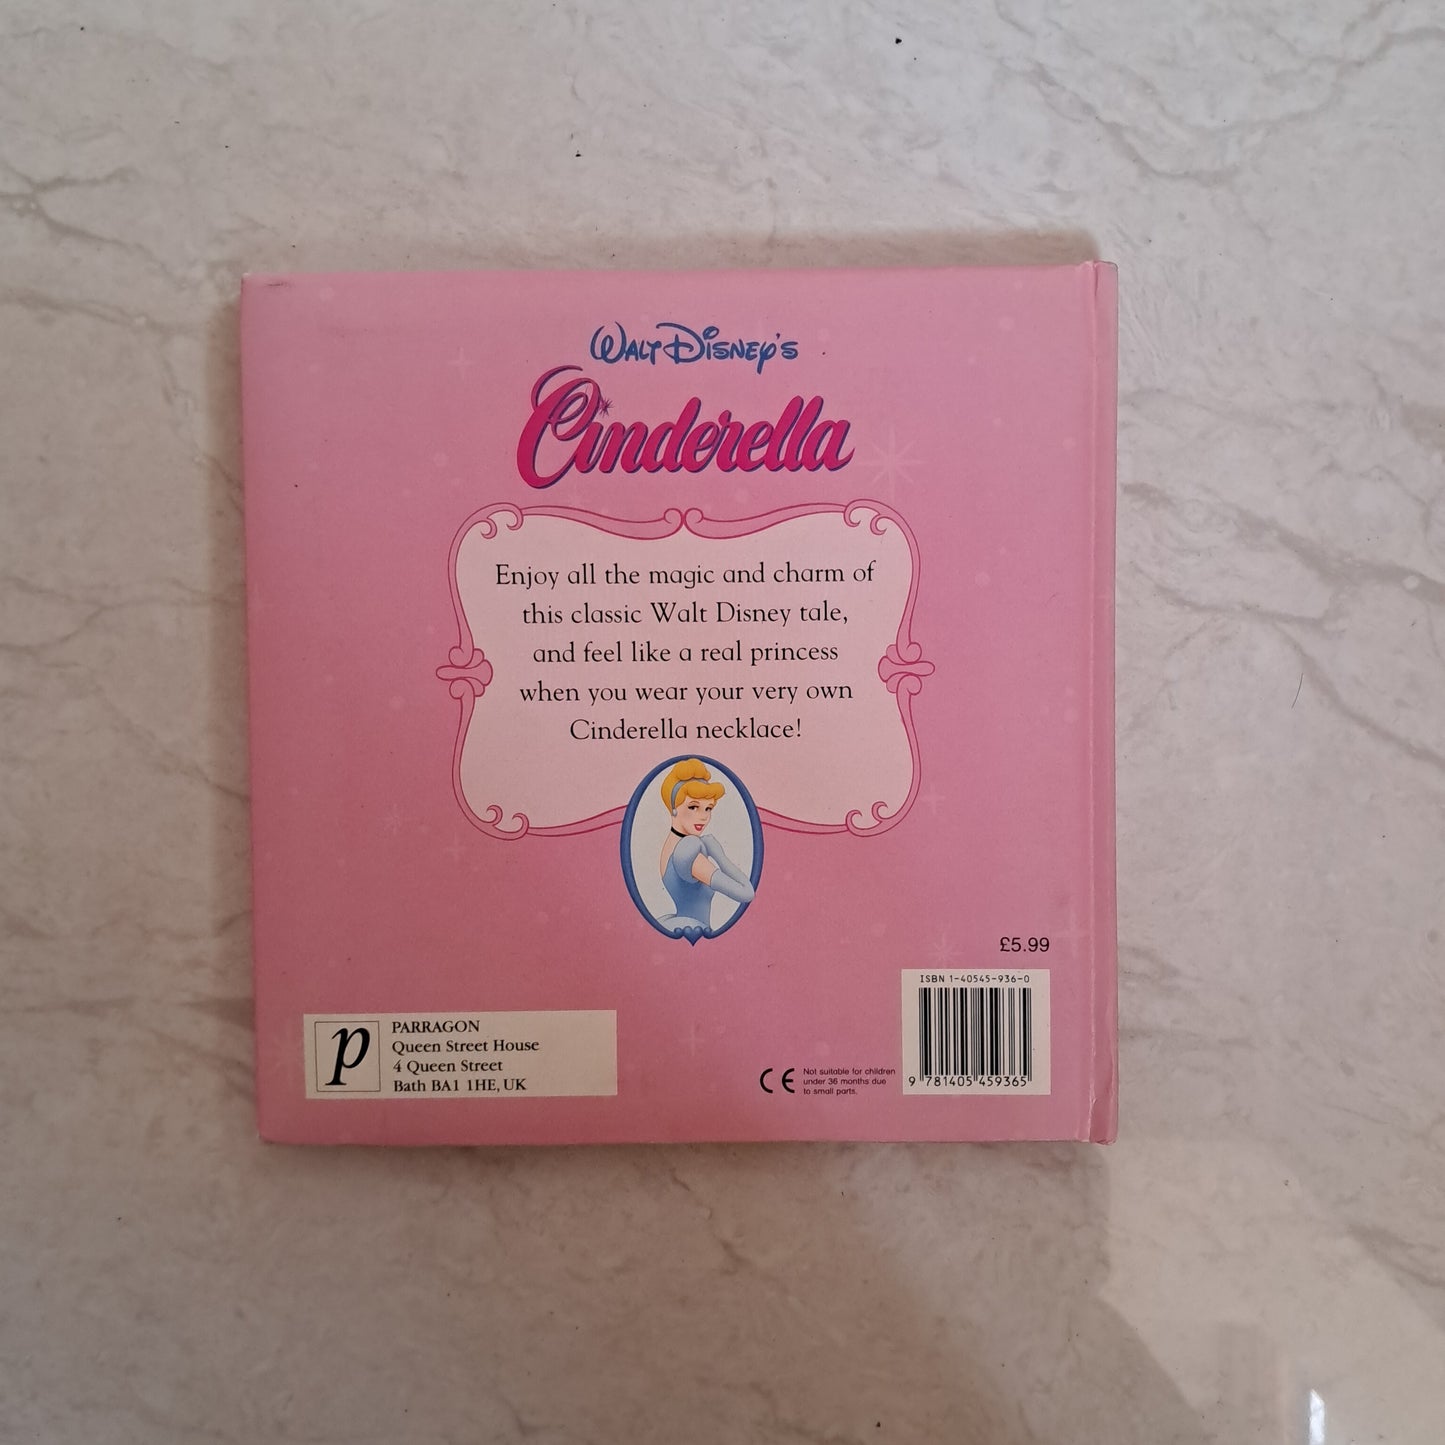 WALT DISNEY'S
Cinderella
Enjoy all the magic and charm of
this classic Walt Disney tale,
and feel like a real princess
when you wear your very own
Cinderella necklace!
£5.99
ISBN 1-40545-936-0
9 781405 459365
p
PARRAGON
Queen Street House
4 Queen Street
Bath BA1 1HE, UK
CE
Not suitable for children
under 36 months due
to small parts.